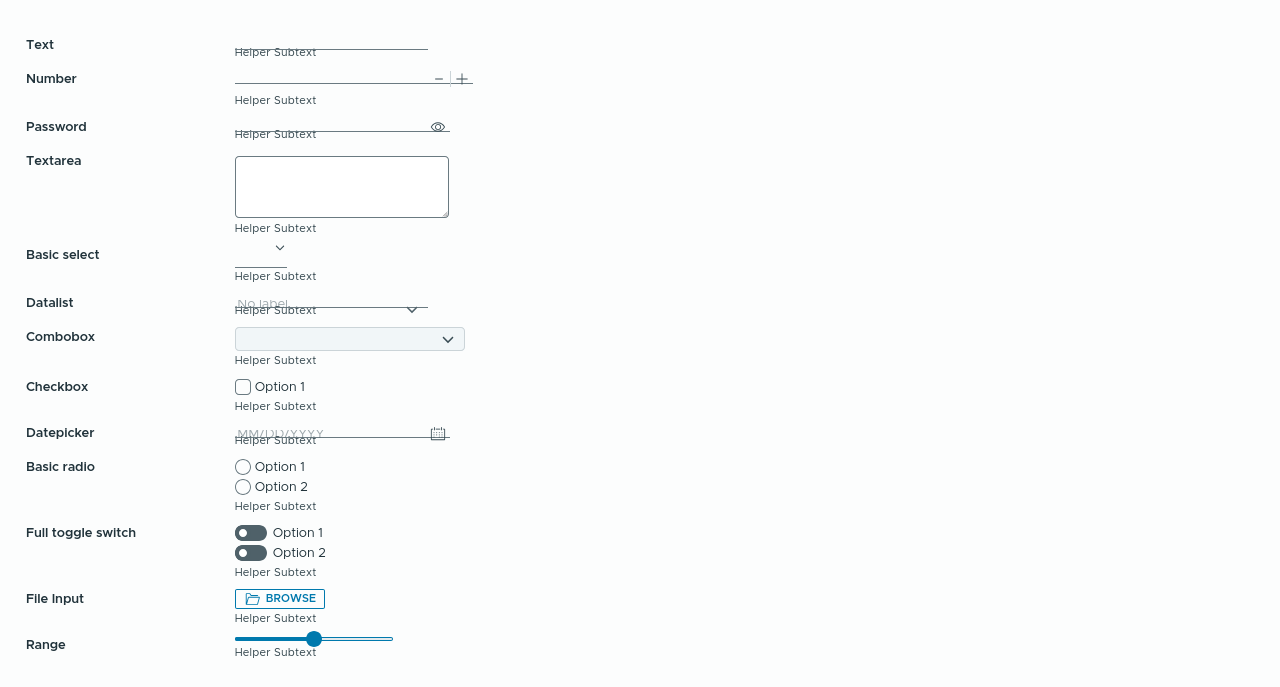 Text
Helper Subtext
Number
Helper Subtext
Password
Helper Subtext
Textarea
Helper Subtext
Basic select
Helper Subtext
Datalist No label
Helper Subtext
Combobox
Helper Subtext
Checkbox Option 1
Helper Subtext
Datepicker MM/DD/YYYY
Helper Subtext
Basic radio Option 1
Option 2
Helper Subtext
Full toggle switch Option 1
Option 2
Helper Subtext
File Input BROWSE
Helper Subtext
Range
Helper Subtext